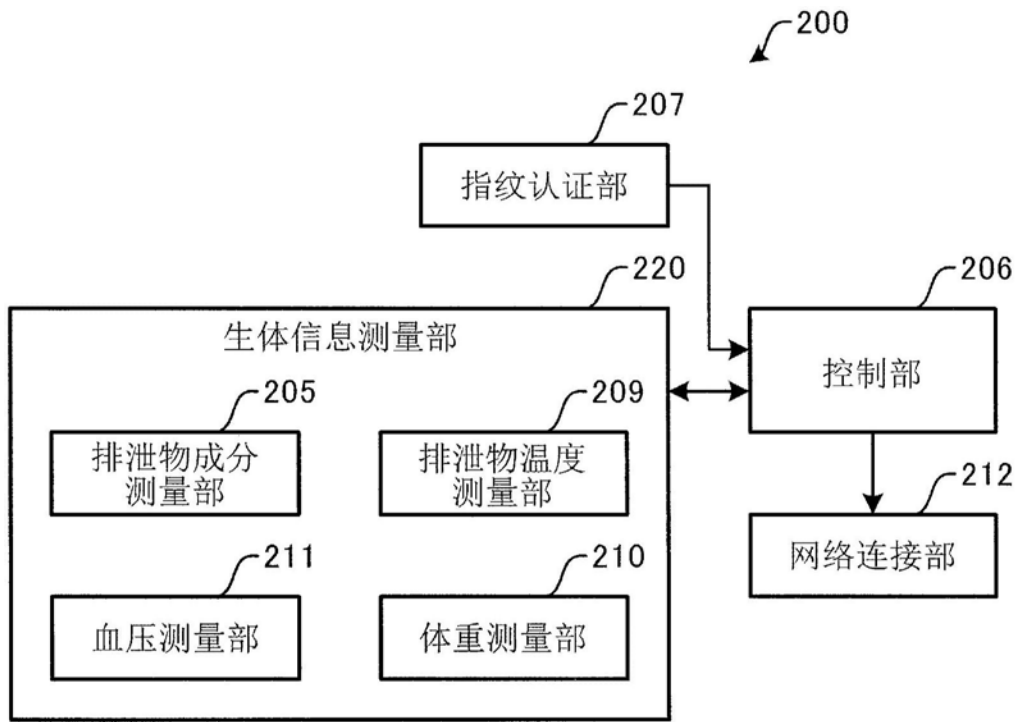 200
207
指纹认证部
220
206
生体信息测量部
控制部
205
209
排泄物成分
测量部
排泄物温度
测量部
212
网络连接部
211
210
血压测量部
体重测量部